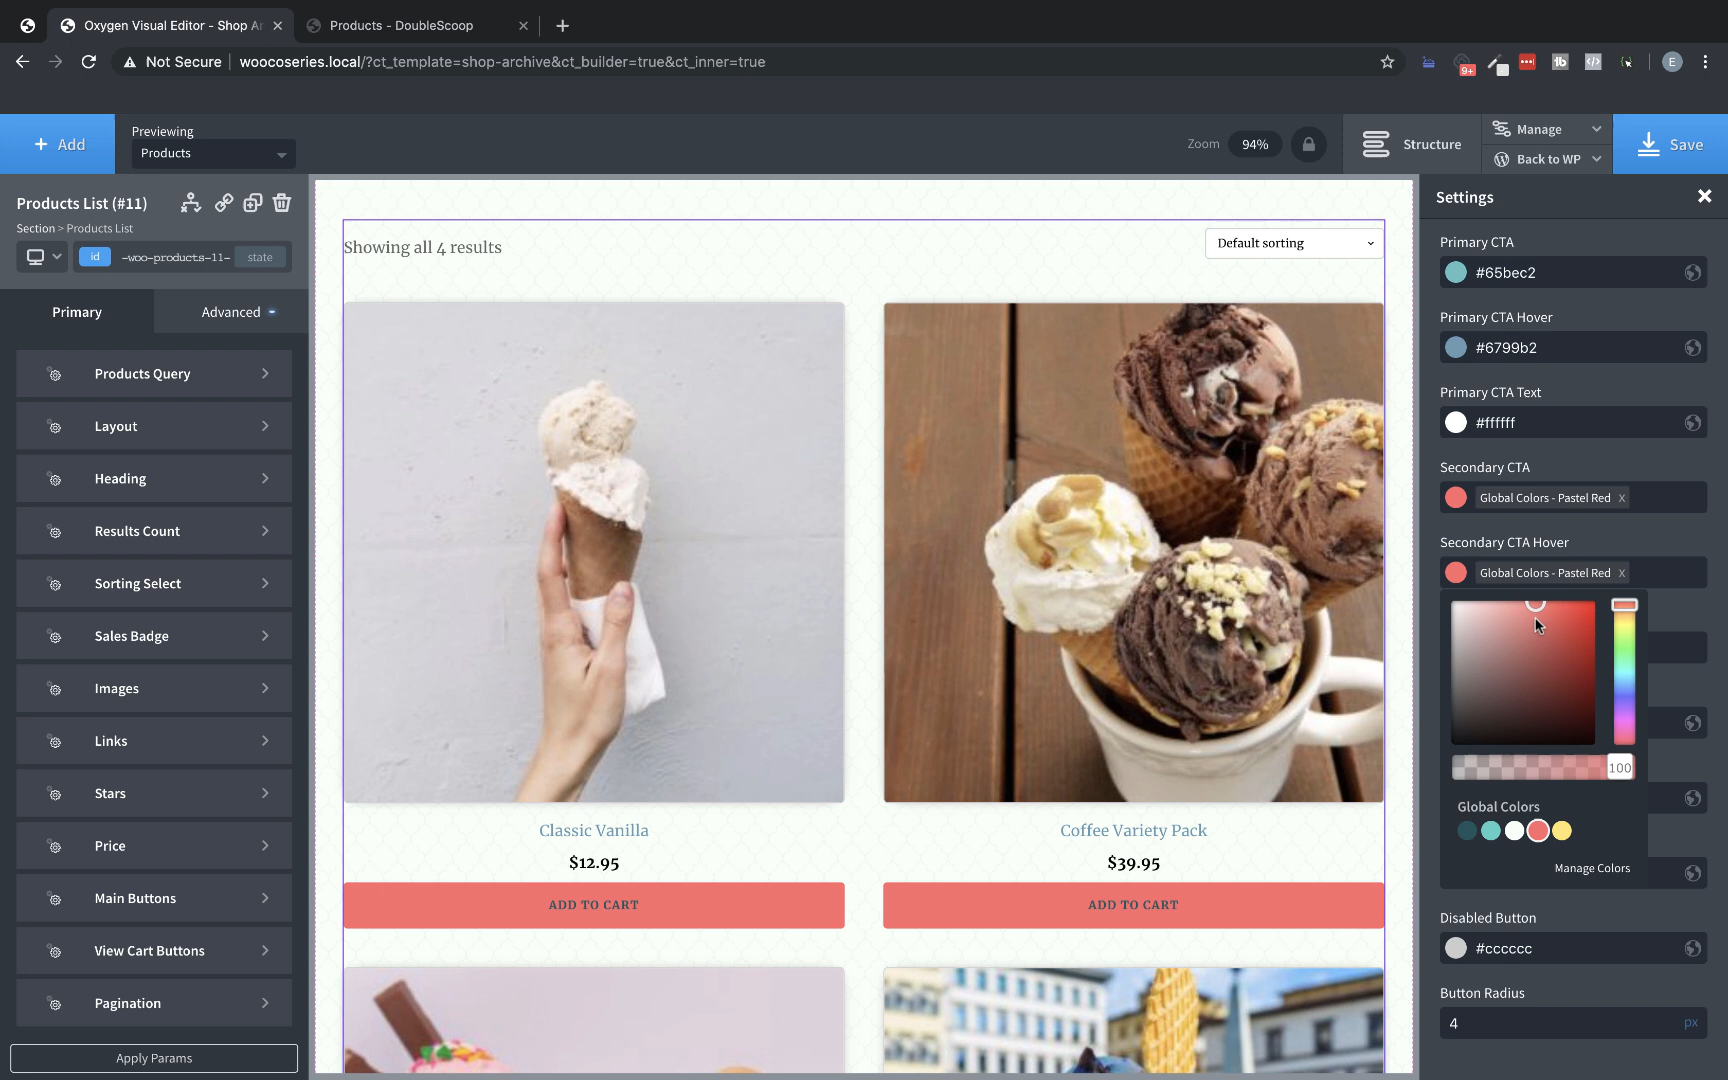 Oxygen Visual Editor - Shop Ar
Products - DoubleScoop
Not Secure
woocoseries.local/?ct_template=shop-archive&ct_builder=true&ct_inner=true
9+
tb
</>
E
+ Add
Previewing
Products
Zoom
94%
Structure
Manage
Back to WP
Save
Products List (#11)
Section > Products List
id
-woo-products-11-
state
Primary
Advanced
Products Query
Layout
Heading
Results Count
Sorting Select
Sales Badge
Images
Links
Stars
Price
Main Buttons
View Cart Buttons
Pagination
Apply Params
Showing all 4 results
Default sorting
Classic Vanilla
$12.95
ADD TO CART
Coffee Variety Pack
$39.95
ADD TO CART
Settings
Primary CTA
#65bec2
Primary CTA Hover
#6799b2
Primary CTA Text
#ffffff
Secondary CTA
Global Colors - Pastel Red x
Secondary CTA Hover
Global Colors - Pastel Red x
100
Global Colors
Manage Colors
Disabled Button
#cccccc
Button Radius
4
px